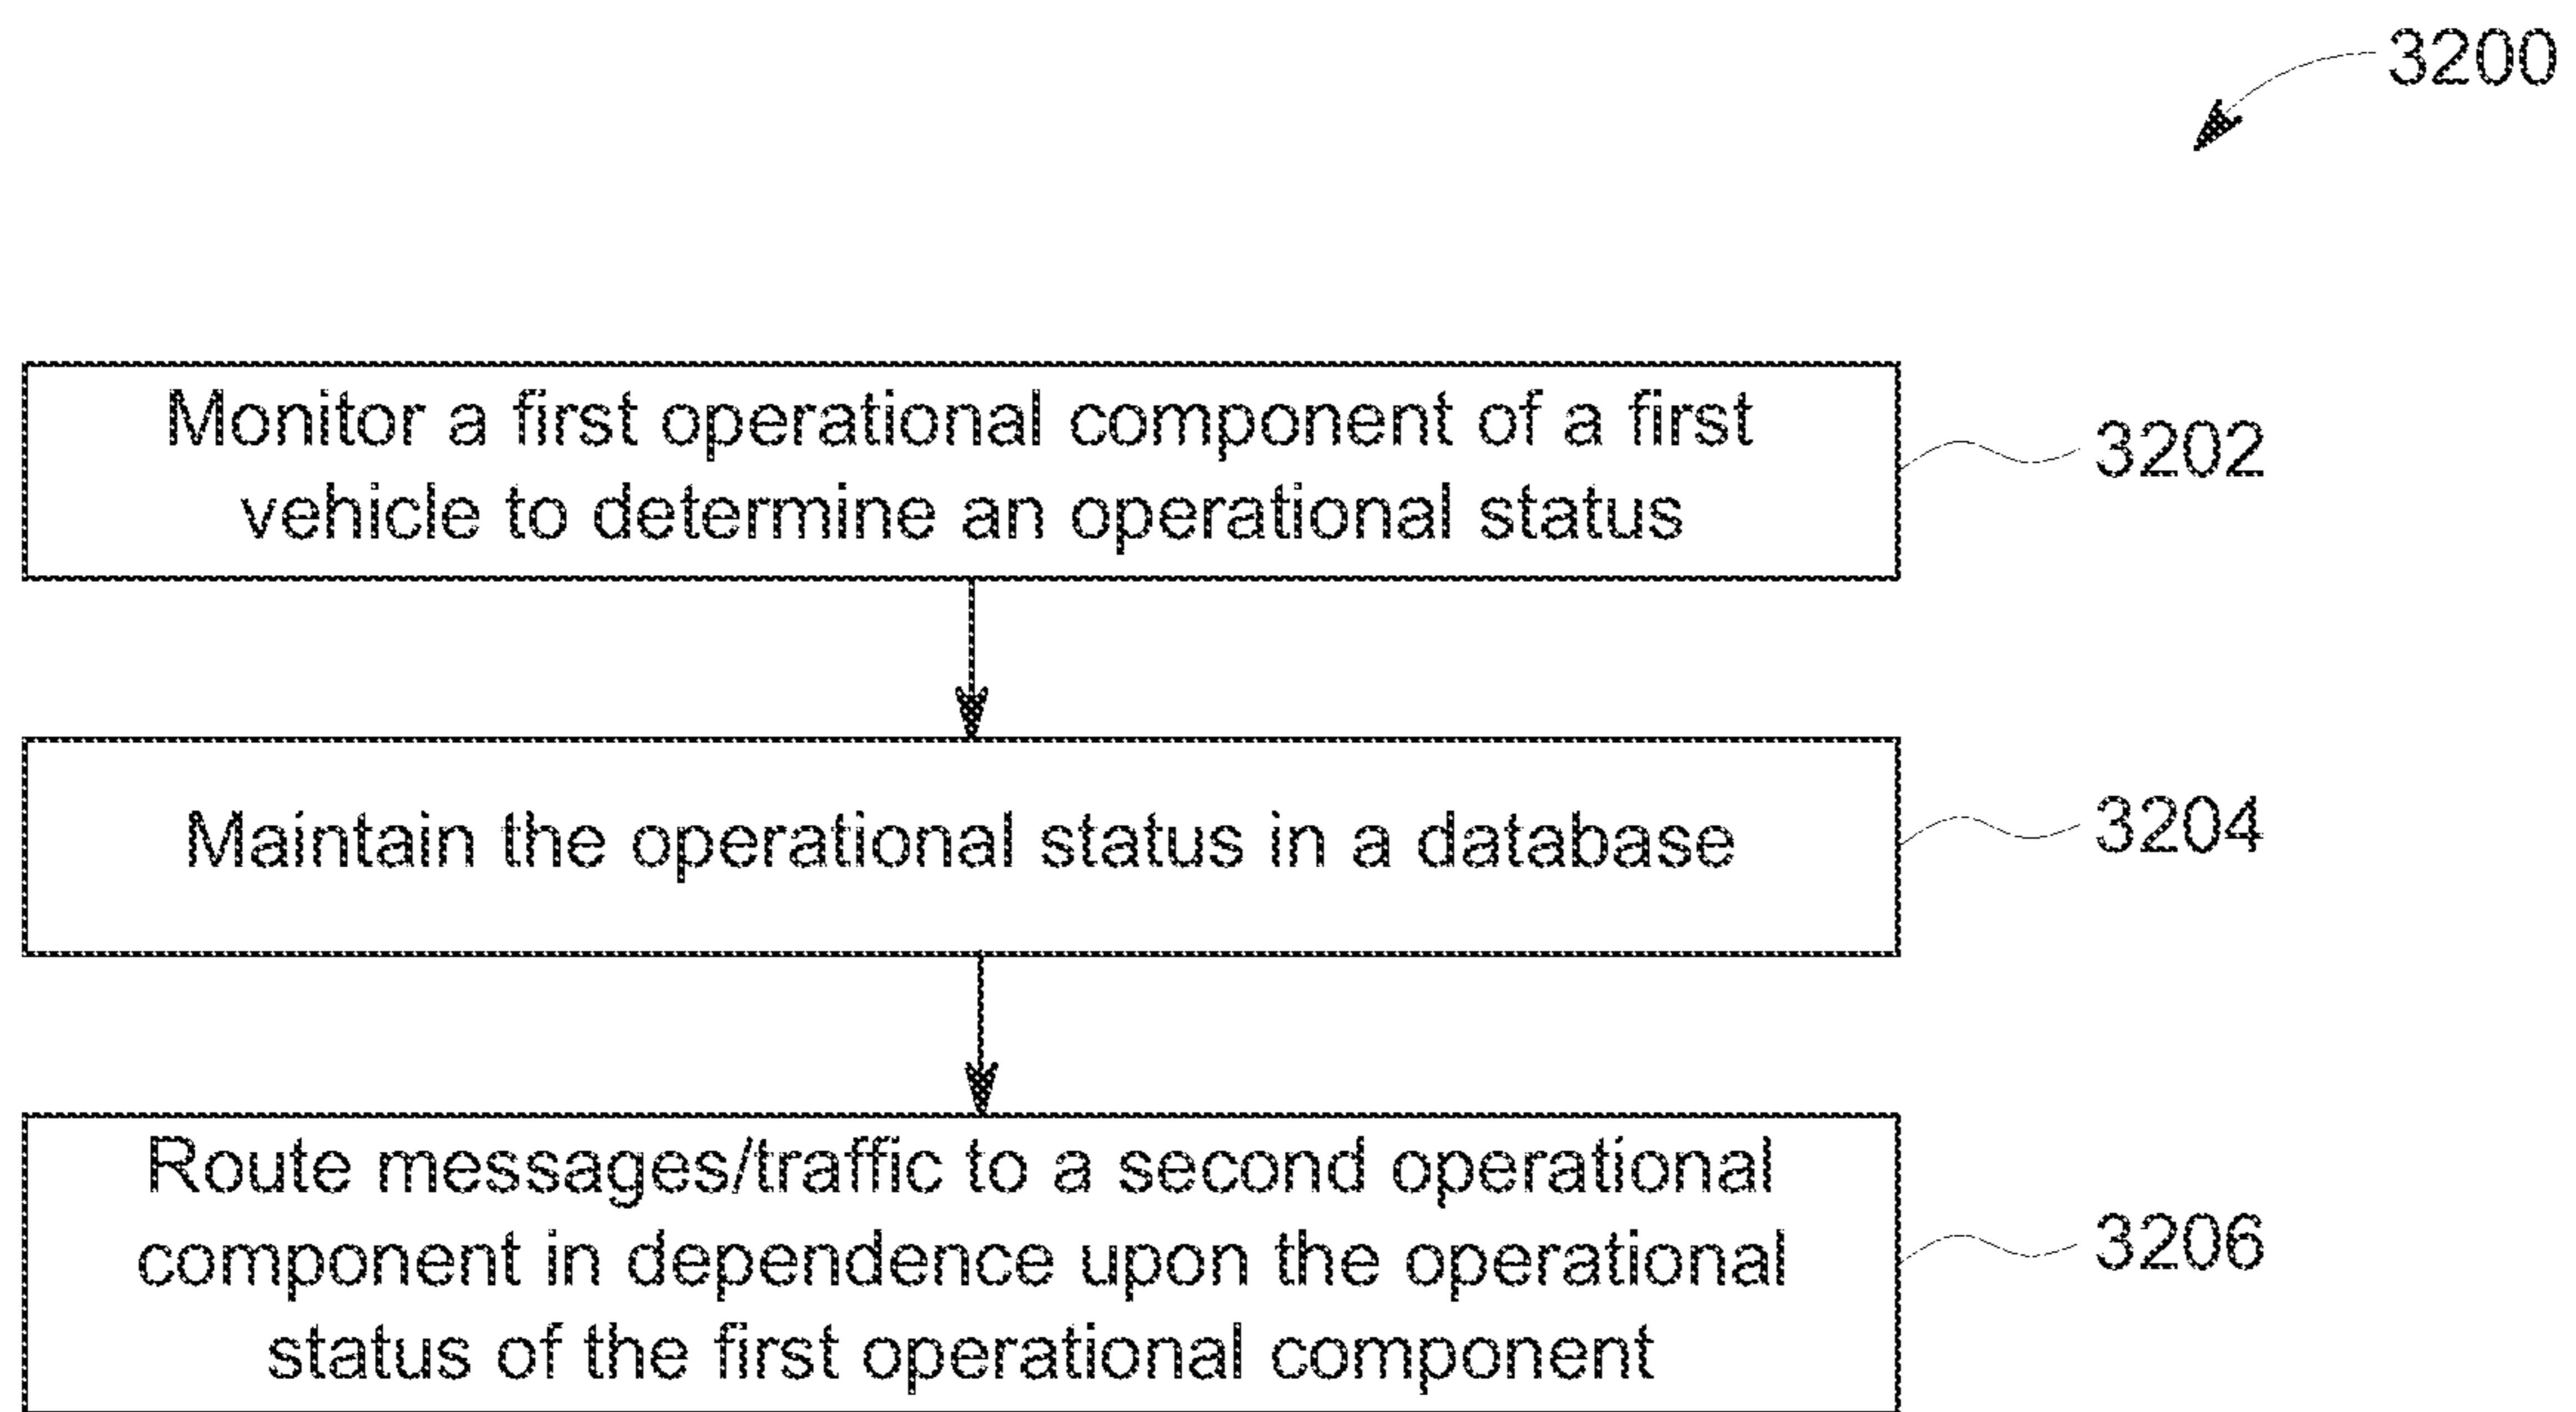 3200
Monitor a first operational component of a first
vehicle to determine an operational status
3202
Maintain the operational status in a database
3204
Route messages/traffic to a second operational
component in dependence upon the operational
status of the first operational component
3206